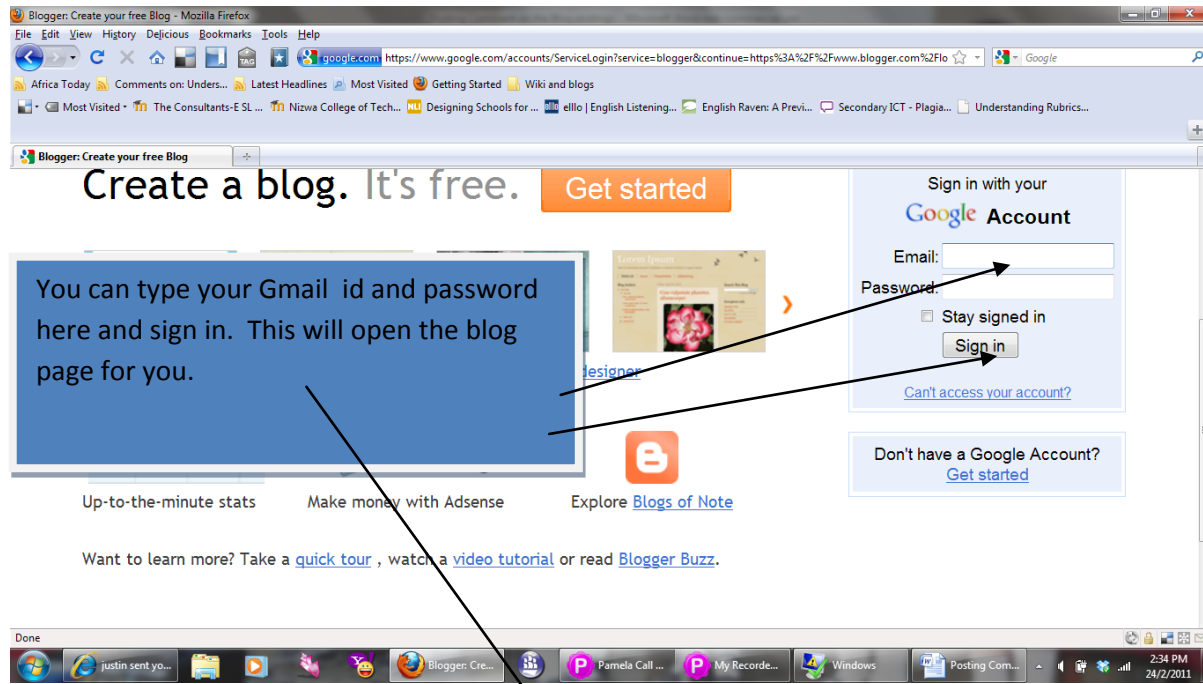 Blogger: Create your free Blog - Mozilla Firefox
File Edit View History Delicious Bookmarks Tools Help
TAG google.com https://www.google.com/accounts/ServiceLogin?service=blogger&continue=https%3A%2F%2Fwww.blogger.com%2Flo Google
Africa Today Comments on: Unders... Latest Headlines Most Visited Getting Started Wiki and blogs
Most Visited The Consultants-E SL ... Nizwa College of Tech... Designing Schools for ... elllo | English Listening... English Raven: A Previ... Secondary ICT - Plagia... Understanding Rubrics...
Blogger: Create your free Blog
Create a blog. It's free. Get started
You can type your Gmail id and password
here and sign in. This will open the blog
page for you.
Lorem Ipsum
designer
Up-to-the-minute stats Make money with Adsense Explore Blogs of Note
Want to learn more? Take a quick tour , watch a video tutorial or read Blogger Buzz.
Sign in with your
Google Account
Email:
Password:
Stay signed in
Sign in
Can't access your account?
Don't have a Google Account?
Get started
Done
justin sent yo... Blogger: Cre... Pamela Call ... My Recorde... Windows Posting Com... 2:34 PM
24/2/2011